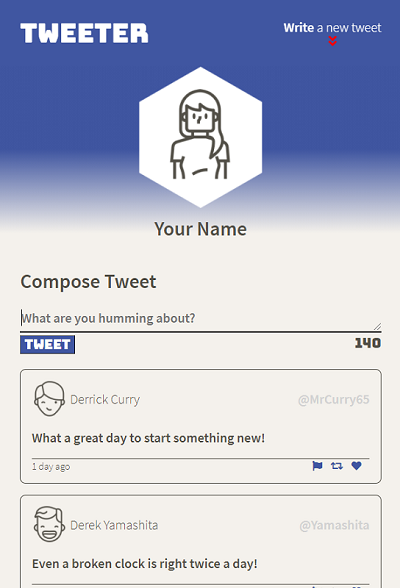 TWEETER
Write a new tweet
Your Name
Compose Tweet
What are you humming about?
TWEET
140
Derrick Curry
@MrCurry65
What a great day to start something new!
1 day ago
Derek Yamashita
@Yamashita
Even a broken clock is right twice a day!